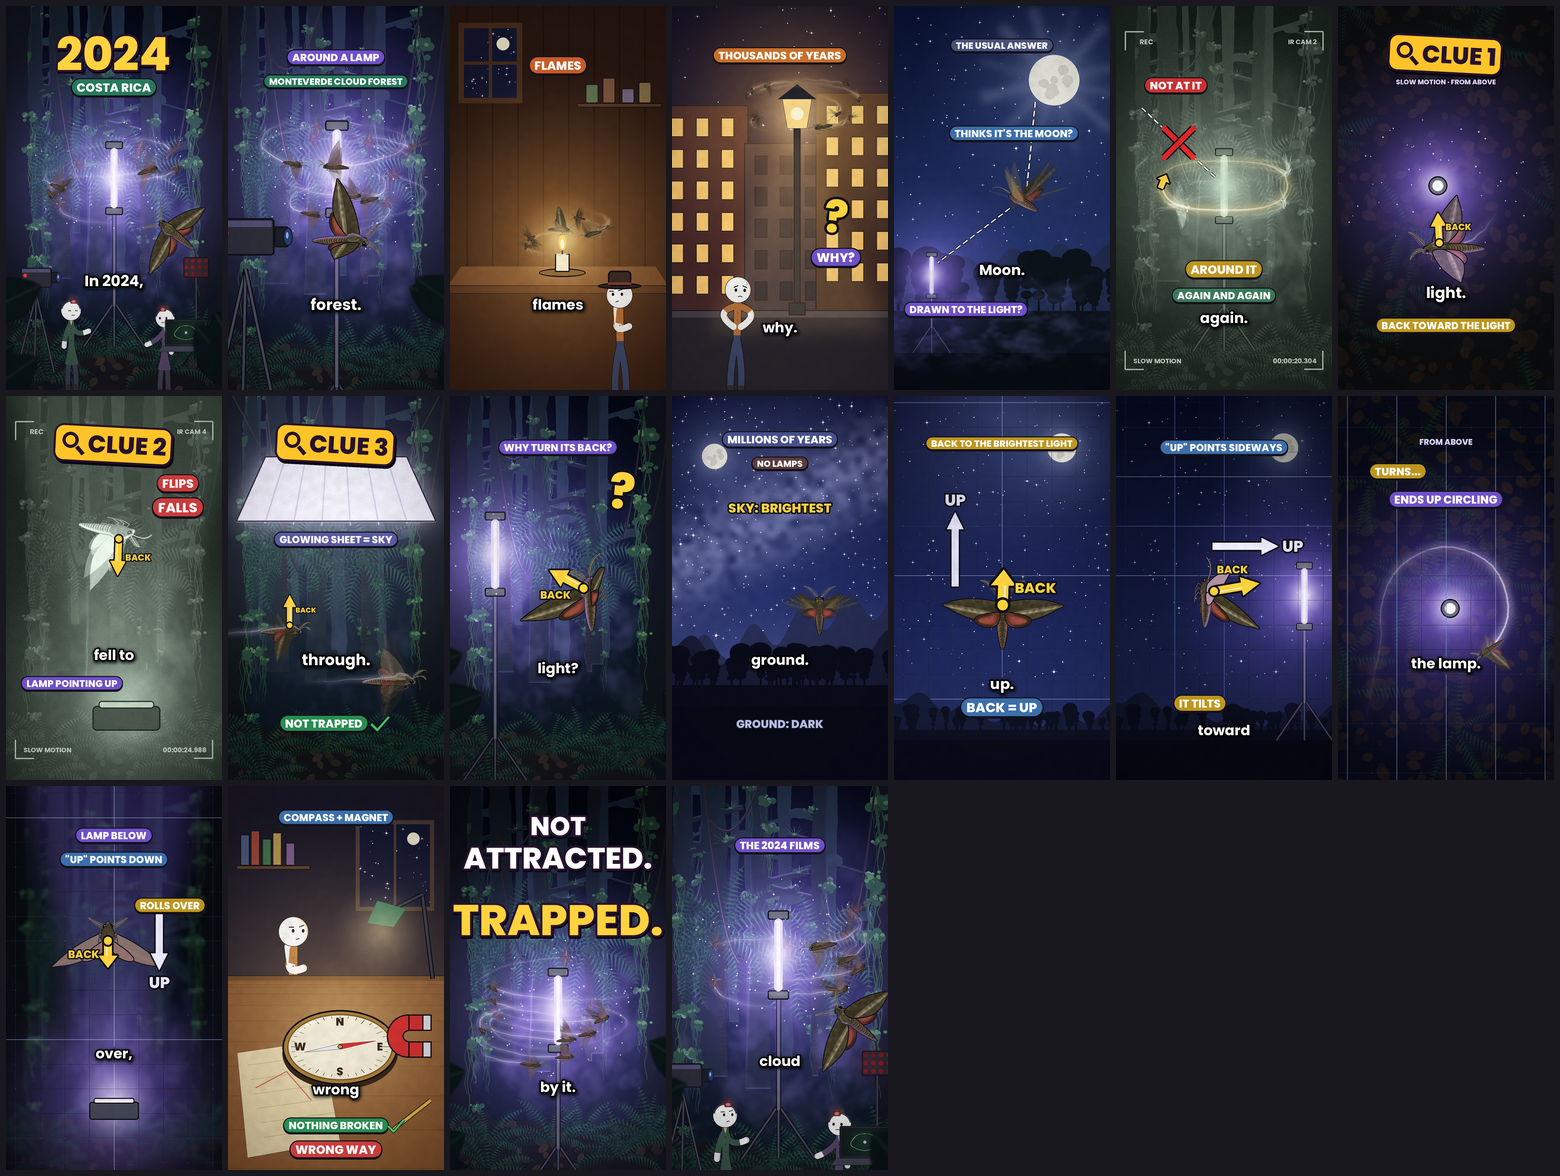 2024
COSTA RICA
In 2024,
AROUND A LAMP
MONTEVERDE CLOUD FOREST
forest.
FLAMES
flames
THOUSANDS OF YEARS
?
WHY?
why.
THE USUAL ANSWER
THINKS IT'S THE MOON?
Moon.
DRAWN TO THE LIGHT?
REC
IR CAM 2
NOT AT IT
AROUND IT
AGAIN AND AGAIN
again.
SLOW MOTION
00:00:20.304
CLUE 1
SLOW MOTION · FROM ABOVE
BACK
light.
BACK TOWARD THE LIGHT
REC
IR CAM 4
CLUE 2
FLIPS
FALLS
BACK
fell to
LAMP POINTING UP
SLOW MOTION
00:00:24.988
CLUE 3
GLOWING SHEET = SKY
BACK
through.
NOT TRAPPED
WHY TURN ITS BACK?
?
BACK
light?
MILLIONS OF YEARS
NO LAMPS
SKY: BRIGHTEST
ground.
GROUND: DARK
BACK TO THE BRIGHTEST LIGHT
UP
BACK
up.
BACK = UP
"UP" POINTS SIDEWAYS
UP
BACK
IT TILTS
toward
FROM ABOVE
TURNS...
ENDS UP CIRCLING
the lamp.
LAMP BELOW
"UP" POINTS DOWN
ROLLS OVER
BACK
UP
over,
COMPASS + MAGNET
N
W
E
S
wrong
NOTHING BROKEN
WRONG WAY
NOT
ATTRACTED.
TRAPPED.
by it.
THE 2024 FILMS
cloud